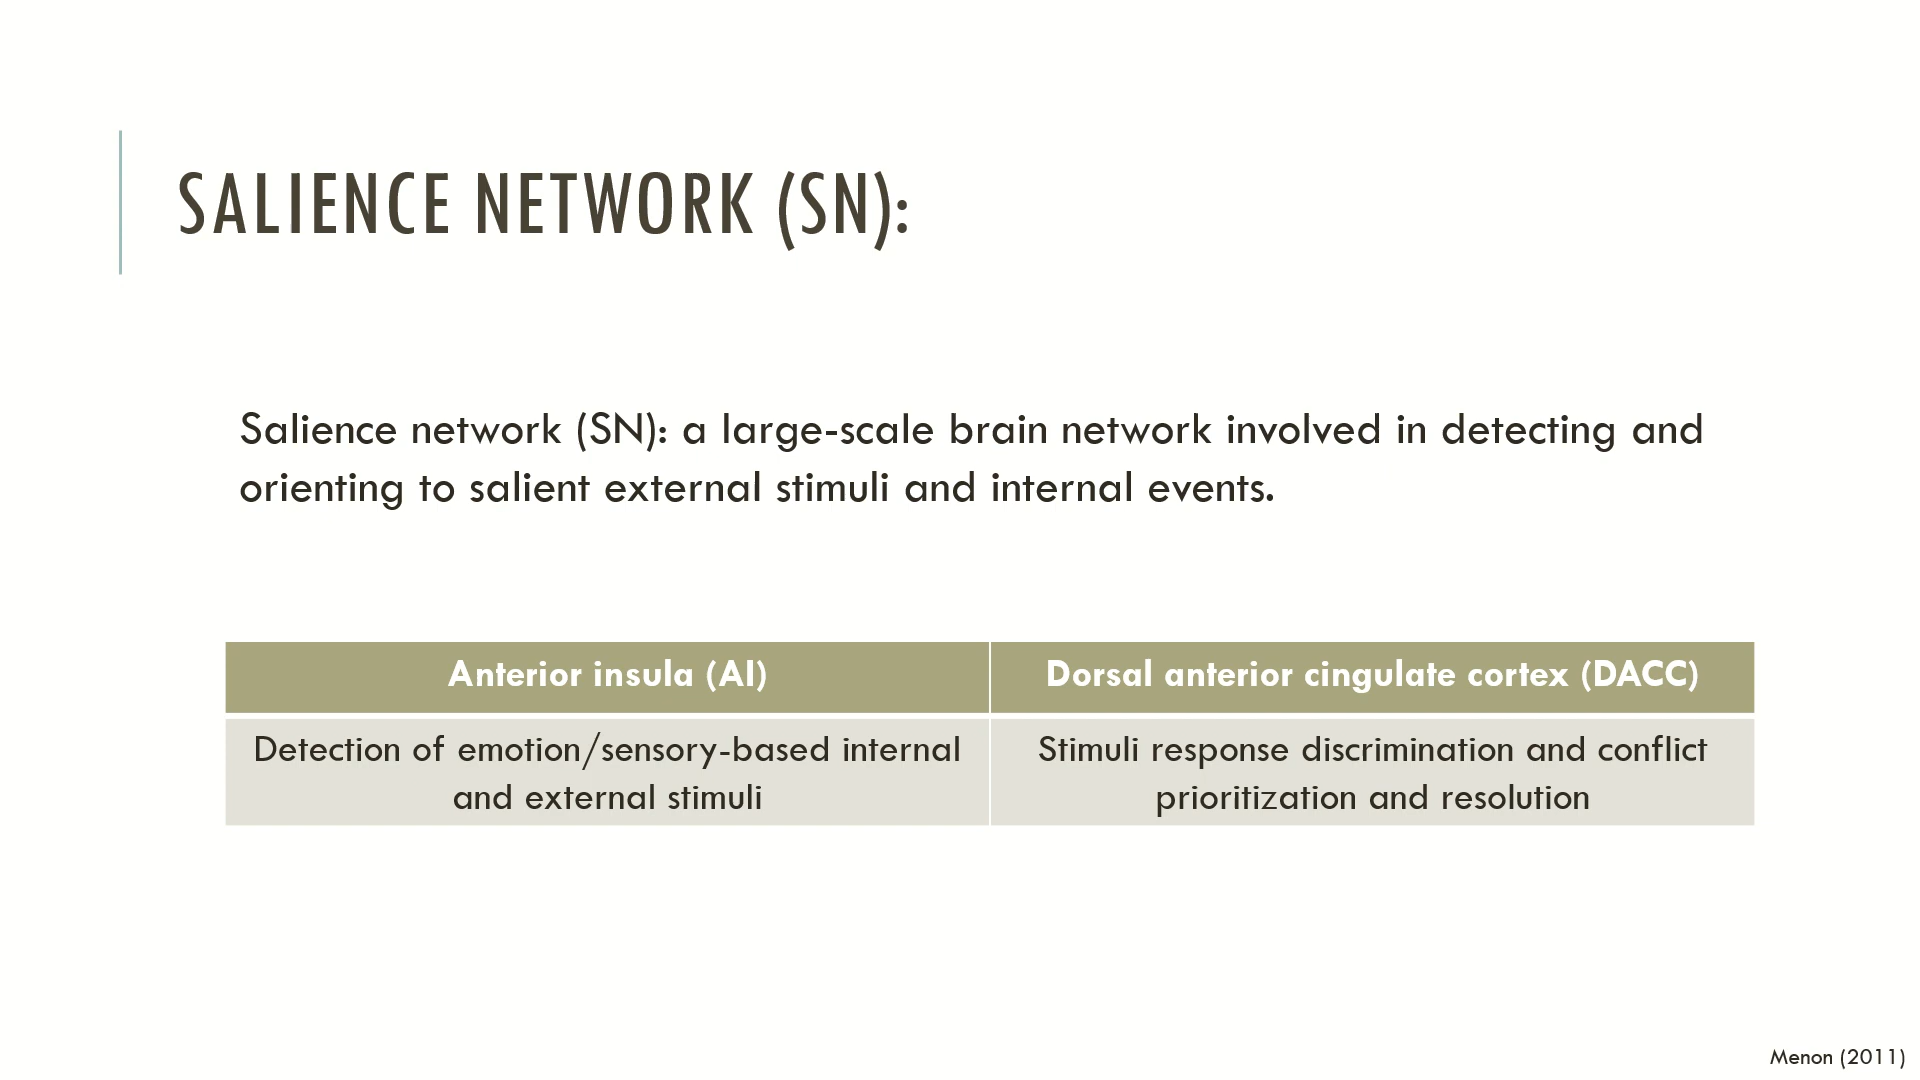 SALIENCE NETWORK (SN):
Salience network (SN): a large-scale brain network involved in detecting and
orienting to salient external stimuli and internal events.
Anterior insula (AI)
Dorsal anterior cingulate cortex (DACC)
Detection of emotion/sensory-based internal
and external stimuli
Stimuli response discrimination and conflict
prioritization and resolution
Menon (2011)